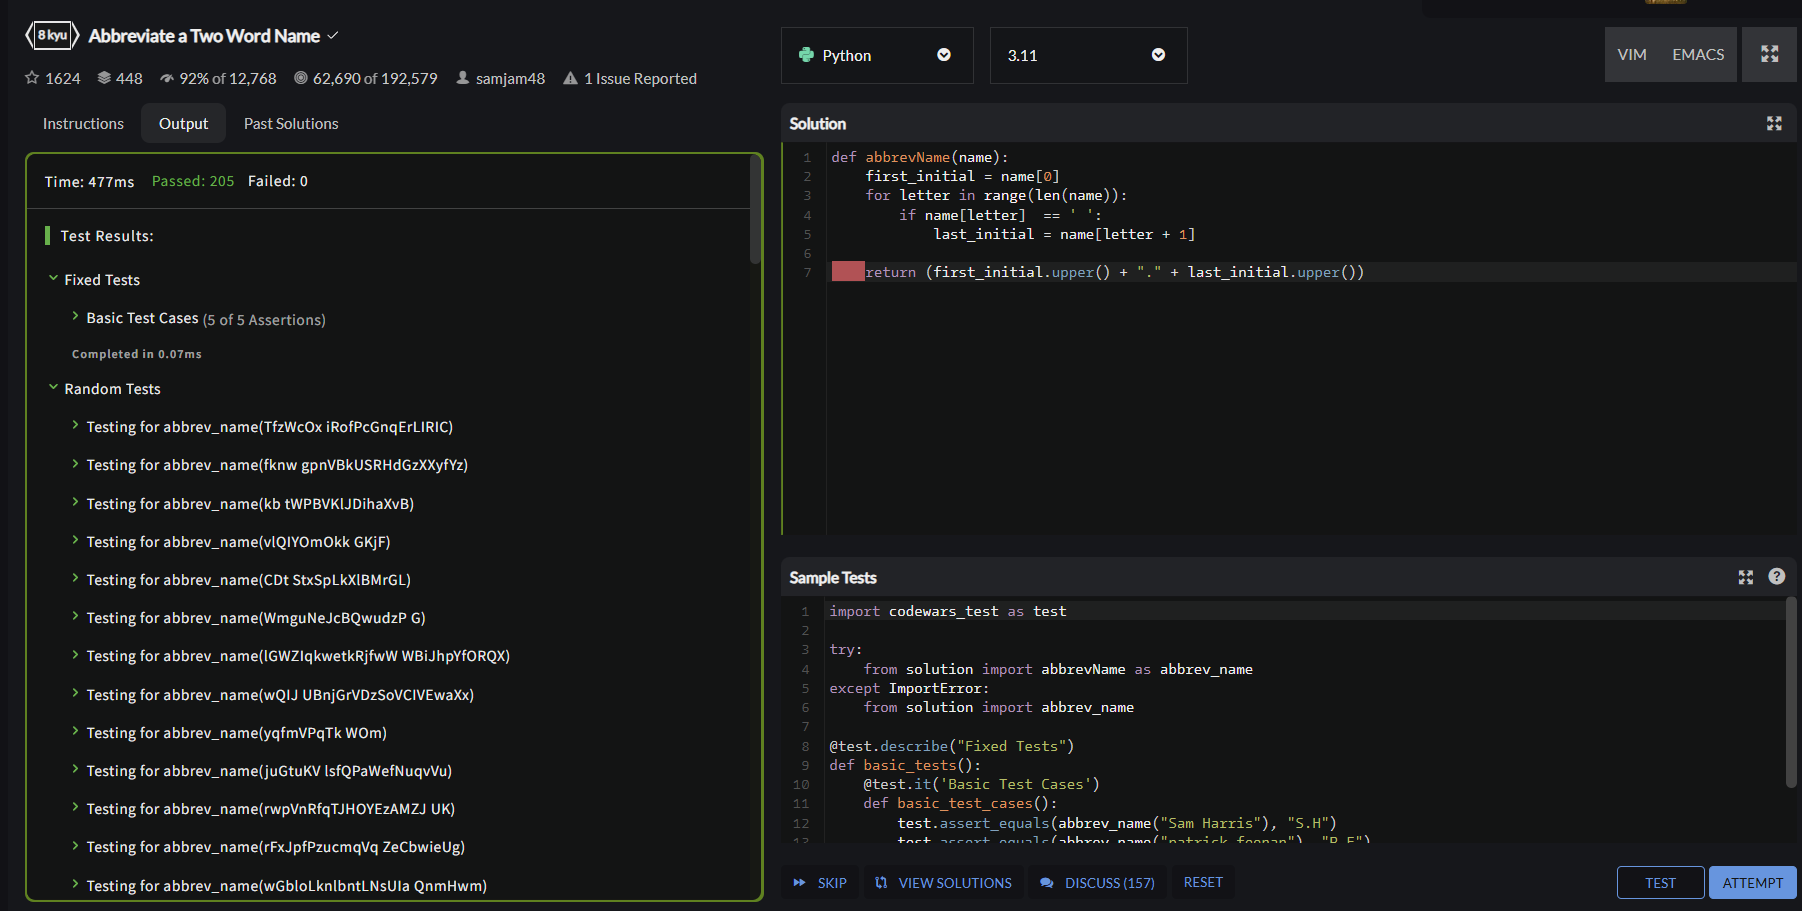 8 kyu Abbreviate a Two Word Name
1624 448 92% of 12,768 62,690 of 192,579 samjam48 1 Issue Reported
Instructions Output Past Solutions
Time: 477ms Passed: 205 Failed: 0
Test Results:
Fixed Tests
Basic Test Cases (5 of 5 Assertions)
Completed in 0.07ms
Random Tests
Testing for abbrev_name(TfzWcOx iRofPcGnqErLIRIC)
Testing for abbrev_name(fknw gpnVBkUSRHdGzXXyfYz)
Testing for abbrev_name(kb tWPBVKlJDihaXvB)
Testing for abbrev_name(vlQIYOmOkk GKjF)
Testing for abbrev_name(CDt StxSpLkXlBMrGL)
Testing for abbrev_name(WmguNeJcBQwudzP G)
Testing for abbrev_name(lGWZIqkwetkRjfwW WBiJhpYfORQX)
Testing for abbrev_name(wQIJ UBnjGrVDzSoVCIVEwaXx)
Testing for abbrev_name(yqfmVPqTk WOm)
Testing for abbrev_name(juGtuKV lsfQPaWefNuqvVu)
Testing for abbrev_name(rwpVnRfqTJHOYEzAMZJ UK)
Testing for abbrev_name(rFxJpfPzucmqVq ZeCbwieUg)
Testing for abbrev_name(wGbloLknlbntLNsUIa QnmHwm)
Python 3.11 VIM EMACS
Solution
1 def abbrevName(name):
2 first_initial = name[0]
3 for letter in range(len(name)):
4 if name[letter]  == ' ':
5 last_initial = name[letter + 1]
6
7 return (first_initial.upper() + "." + last_initial.upper())
Sample Tests
1 import codewars_test as test
2
3 try:
4 from solution import abbrevName as abbrev_name
5 except ImportError:
6 from solution import abbrev_name
7
8 @test.describe("Fixed Tests")
9 def basic_tests():
10 @test.it('Basic Test Cases')
11 def basic_test_cases():
12 test.assert_equals(abbrev_name("Sam Harris"), "S.H")
13 test.assert_equals(abbrev_name("patrick feenan"), "P.F")
SKIP VIEW SOLUTIONS DISCUSS (157) RESET TEST ATTEMPT